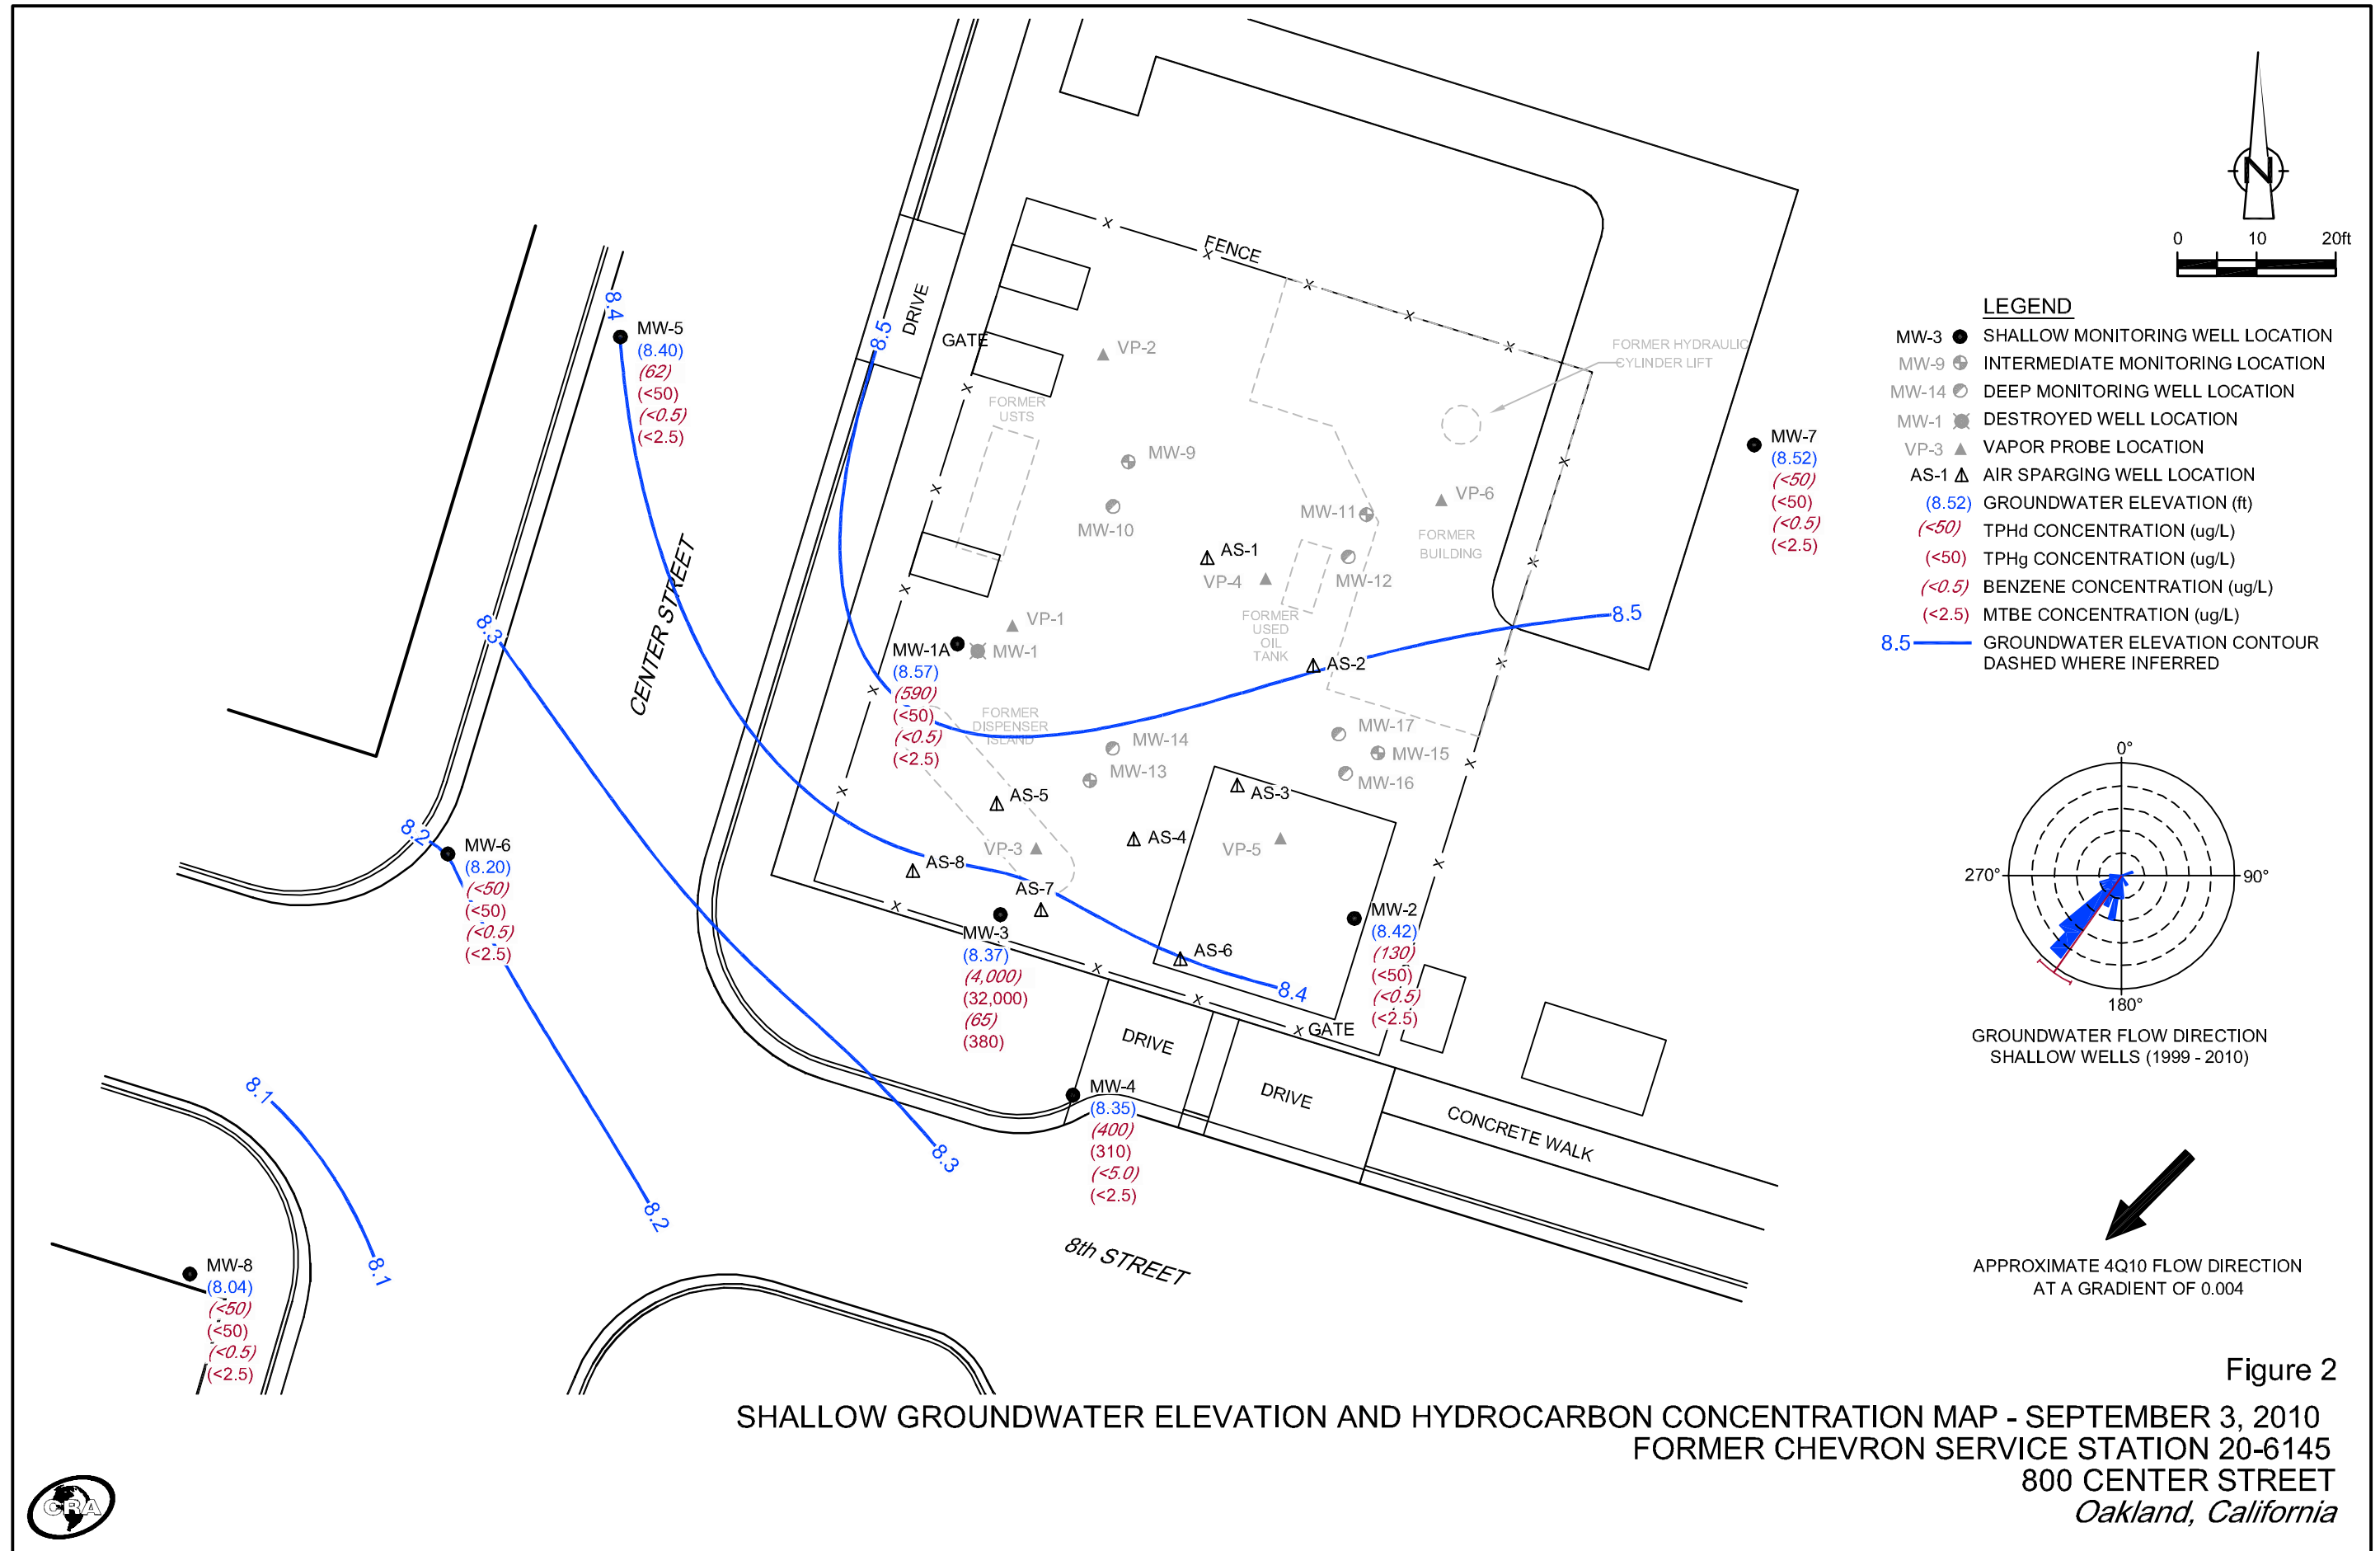 FENCE
DRIVE
GATE
8.5
8.4
MW-5
(8.40)
(62)
(<50)
(<0.5)
(<2.5)
VP-2
FORMER
USTS
FORMER HYDRAULIC
CYLINDER LIFT
MW-9
MW-10
MW-11
VP-6
FORMER
BUILDING
AS-1
VP-4
MW-12
FORMER
USED
OIL
TANK
MW-7
(8.52)
(<50)
(<50)
(<0.5)
(<2.5)
CENTER STREET
8.3
VP-1
MW-1A
MW-1
(8.57)
(590)
(<50)
(<0.5)
(<2.5)
8.5
AS-2
FORMER
DISPENSER
ISLAND
MW-14
MW-13
MW-17
MW-15
MW-16
AS-5
AS-3
AS-4
VP-3
VP-5
AS-8
AS-7
8.2
MW-6
(8.20)
(<50)
(<50)
(<0.5)
(<2.5)
MW-3
(8.37)
(4,000)
(32,000)
(65)
(380)
AS-6
8.4
MW-2
(8.42)
(130)
(<50)
(<0.5)
(<2.5)
GATE
DRIVE
DRIVE
MW-4
(8.35)
(400)
(310)
(<5.0)
(<2.5)
CONCRETE WALK
8.3
8.1
8.2
8.1
8th STREET
MW-8
(8.04)
(<50)
(<50)
(<0.5)
(<2.5)
N
0 10 20ft
LEGEND
MW-3 SHALLOW MONITORING WELL LOCATION
MW-9 INTERMEDIATE MONITORING LOCATION
MW-14 DEEP MONITORING WELL LOCATION
MW-1 DESTROYED WELL LOCATION
VP-3 VAPOR PROBE LOCATION
AS-1 AIR SPARGING WELL LOCATION
(8.52) GROUNDWATER ELEVATION (ft)
(<50) TPHd CONCENTRATION (ug/L)
(<50) TPHg CONCENTRATION (ug/L)
(<0.5) BENZENE CONCENTRATION (ug/L)
(<2.5) MTBE CONCENTRATION (ug/L)
8.5 GROUNDWATER ELEVATION CONTOUR
DASHED WHERE INFERRED
0°
270° 90°
180°
GROUNDWATER FLOW DIRECTION
SHALLOW WELLS (1999 - 2010)
APPROXIMATE 4Q10 FLOW DIRECTION
AT A GRADIENT OF 0.004
Figure 2
SHALLOW GROUNDWATER ELEVATION AND HYDROCARBON CONCENTRATION MAP - SEPTEMBER 3, 2010
FORMER CHEVRON SERVICE STATION 20-6145
800 CENTER STREET
Oakland, California
CRA